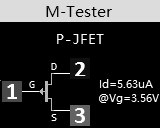 M-Tester
P-JFET
D 2
1 G
Id=5.63uA
@Vg=3.56V
S 3